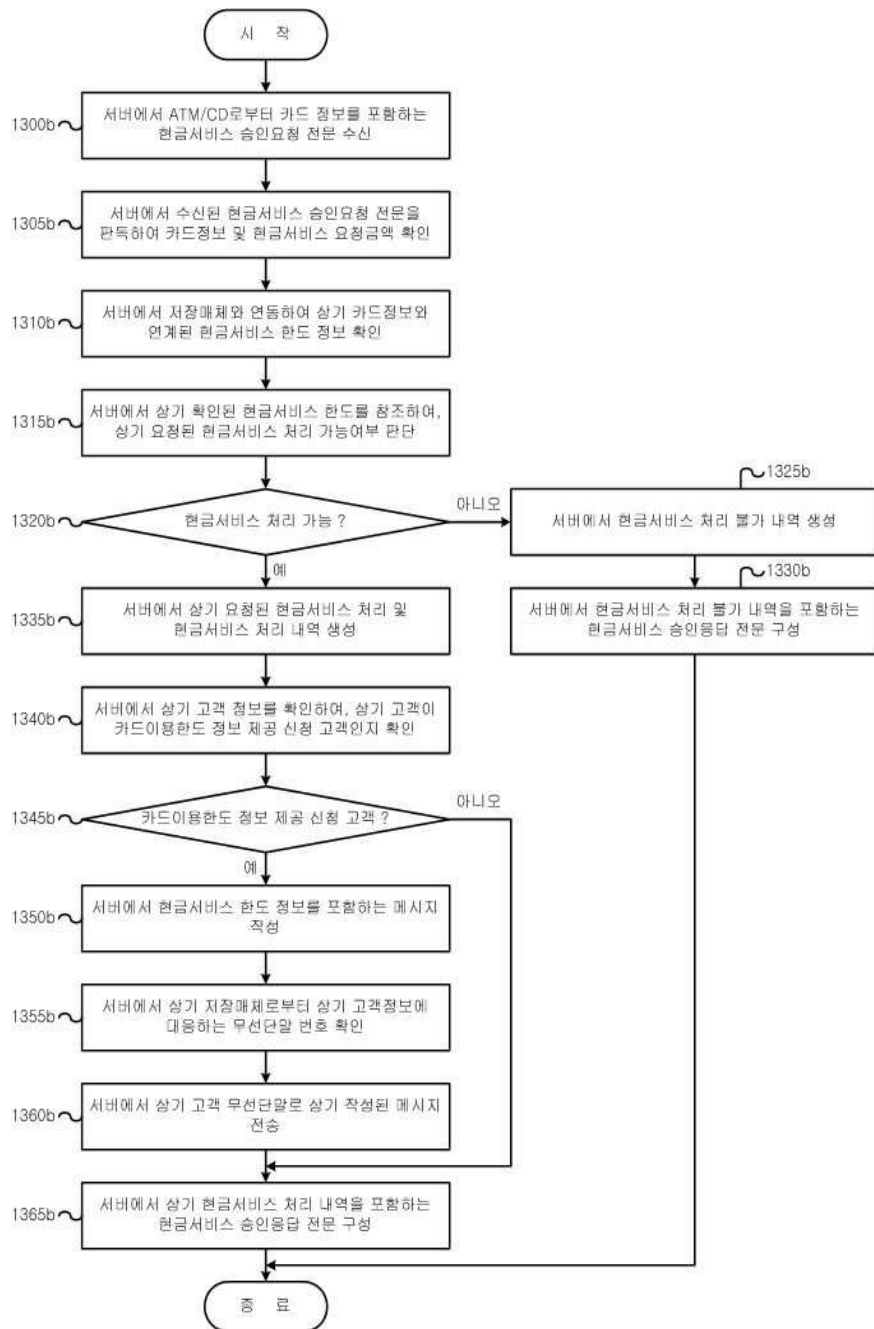 시 작
1300b
서버에서 ATM/CD로부터 카드 정보를 포함하는
현금서비스 승인요청 전문 수신
1305b
서버에서 수신된 현금서비스 승인요청 전문을
판독하여 카드정보 및 현금서비스 요청금액 확인
1310b
서버에서 저장매체와 연동하여 상기 카드정보와
연계된 현금서비스 한도 정보 확인
1315b
서버에서 상기 확인된 현금서비스 한도를 참조하여,
상기 요청된 현금서비스 처리 가능여부 판단
1320b
현금서비스 처리 가능 ?
아니오
1325b
서버에서 현금서비스 처리 불가 내역 생성
예
1330b
서버에서 현금서비스 처리 불가 내역을 포함하는
현금서비스 승인응답 전문 구성
1335b
서버에서 상기 요청된 현금서비스 처리 및
현금서비스 처리 내역 생성
1340b
서버에서 상기 고객 정보를 확인하여, 상기 고객이
카드이용한도 정보 제공 신청 고객인지 확인
1345b
카드이용한도 정보 제공 신청 고객 ?
아니오
예
1350b
서버에서 현금서비스 한도 정보를 포함하는 메시지
작성
1355b
서버에서 상기 저장매체로부터 상기 고객정보에
대응하는 무선단말 번호 확인
1360b
서버에서 상기 고객 무선단말로 상기 작성된 메시지
전송
1365b
서버에서 상기 현금서비스 처리 내역을 포함하는
현금서비스 승인응답 전문 구성
종 료